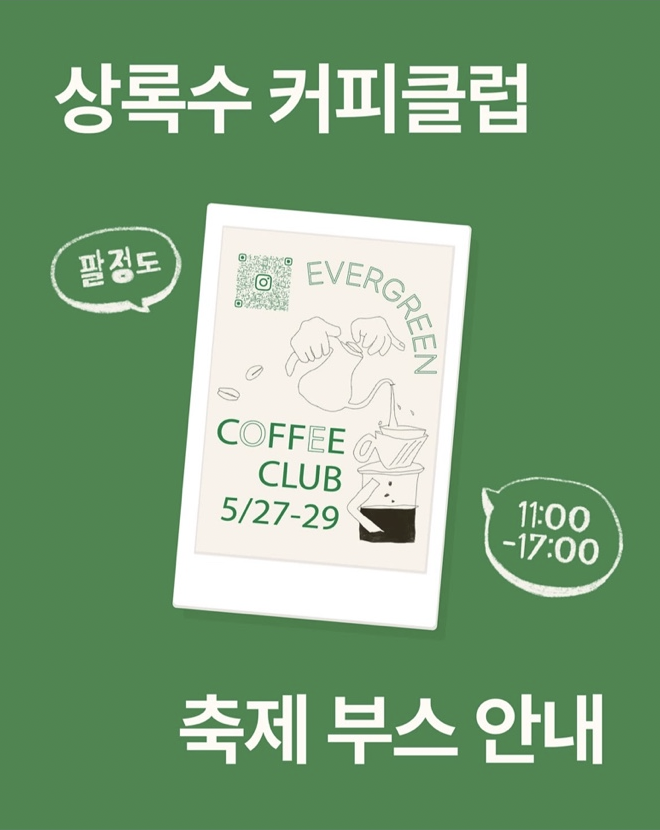 상록수 커피클럽
팔정도
EVERGREEN
COFFEE
CLUB
5/27-29
11:00
-17:00
축제 부스 안내